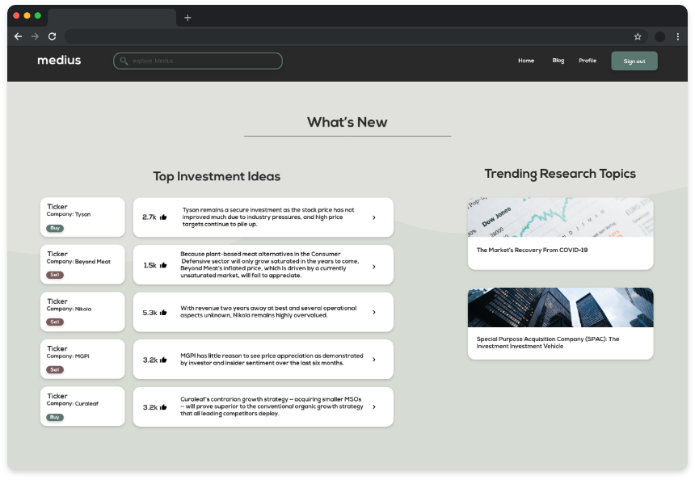 medius
explore Medius
Home
Blog
Profile
Sign out
What's New
Top Investment Ideas
Trending Research Topics
Ticker
Company: Tyson
Buy
2.7k
Tyson remains a secure investment as the stock price has not
improved much due to industry pressures, and high price
targets continue to pile up.
Ticker
Company: Beyond Meat
Sell
1.5k
Because plant-based meat alternatives in the Consumer
Defensive sector will only grow saturated in the years to come,
Beyond Meat's inflated price, which is driven by a currently
unsaturated market, will fail to appreciate.
Ticker
Company: Nikola
Sell
5.3k
With revenue two years away at best and several operational
aspects unknown, Nikola remains highly overvalued.
Ticker
Company: MGPI
Sell
3.2k
MGPI has little reason to see price appreciation as demonstrated
by investor and insider sentiment over the last six months.
Ticker
Company: Curaleaf
Buy
3.2k
Curaleaf's contrarian growth strategy — acquiring smaller MSOs
— will prove superior to the conventional organic growth strategy
that all leading competitors deploy.
Dow Jones
The Market's Recovery From COVID-19
Special Purpose Acquisition Company (SPAC): The
Investment Investment Vehicle